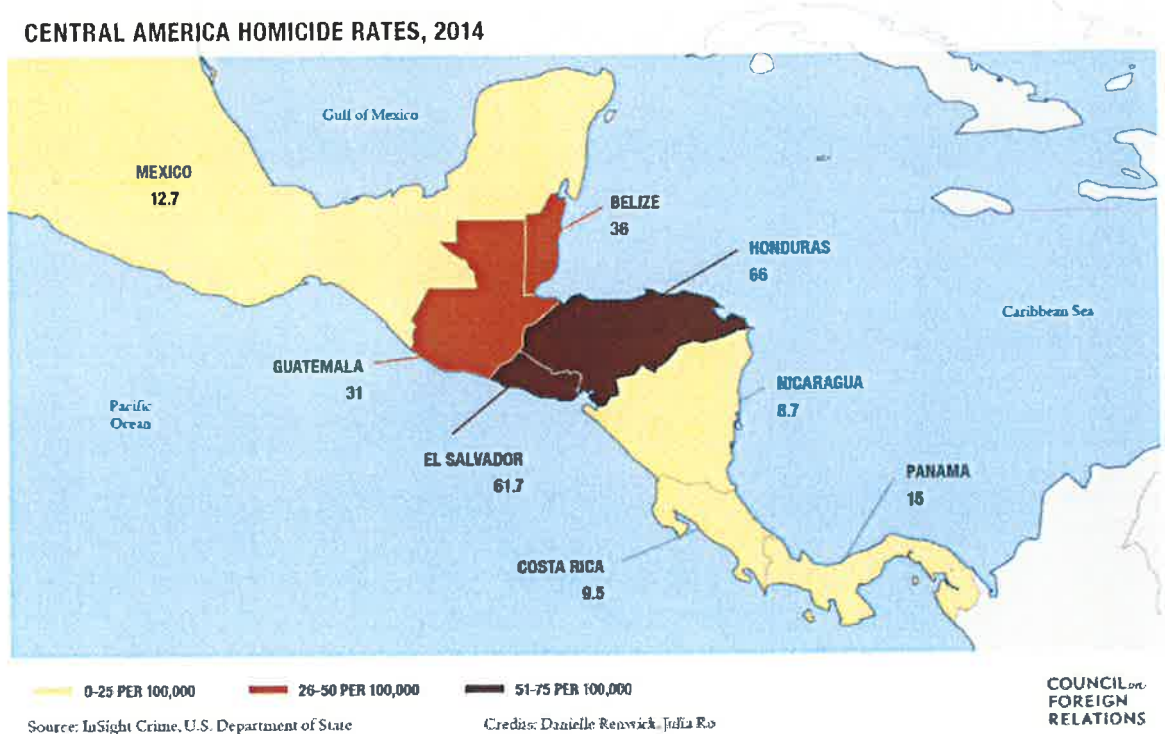 CENTRAL AMERICA HOMICIDE RATES, 2014
Gulf of Mexico
MEXICO
12.7
BELIZE
36
HONDURAS
66
Caribbean Sea
GUATEMALA
31
NICARAGUA
8.7
Pacific
Ocean
EL SALVADOR
61.7
PANAMA
15
COSTA RICA
9.5
0-25 PER 100,000
26-50 PER 100,000
51-75 PER 100,000
COUNCIL on
FOREIGN
RELATIONS
Source: InSight Crime, U.S. Department of State
Credits: Danielle Renwick, Julia Ro